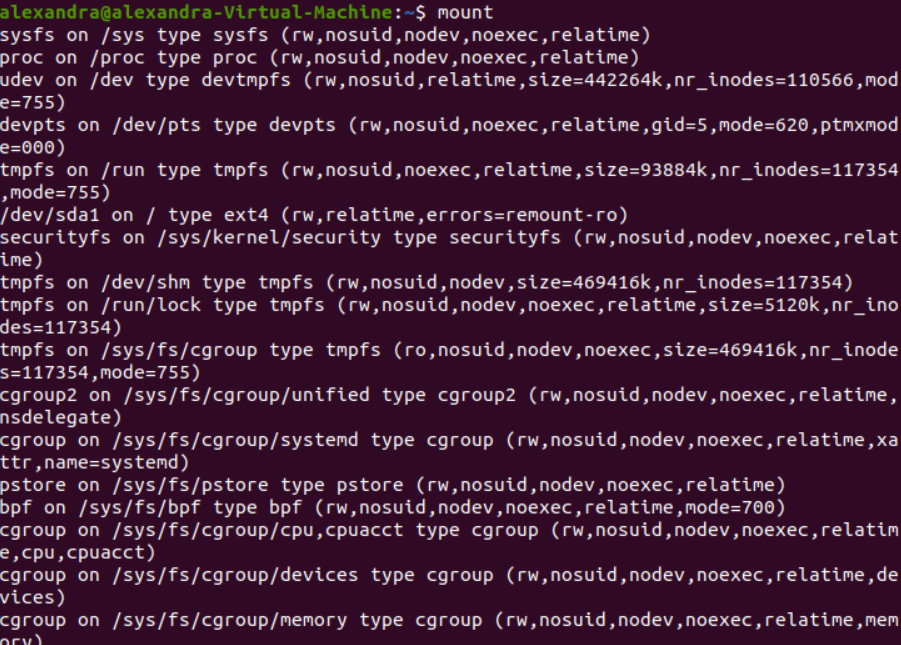 alexandra@alexandra-Virtual-Machine:~$ mount
sysfs on /sys type sysfs (rw,nosuid,nodev,noexec,relatime)
proc on /proc type proc (rw,nosuid,nodev,noexec,relatime)
udev on /dev type devtmpfs (rw,nosuid,relatime,size=442264k,nr_inodes=110566,mod
e=755)
devpts on /dev/pts type devpts (rw,nosuid,noexec,relatime,gid=5,mode=620,ptmxmod
e=000)
tmpfs on /run type tmpfs (rw,nosuid,noexec,relatime,size=93884k,nr_inodes=117354
,mode=755)
/dev/sda1 on / type ext4 (rw,relatime,errors=remount-ro)
securityfs on /sys/kernel/security type securityfs (rw,nosuid,nodev,noexec,relat
ime)
tmpfs on /dev/shm type tmpfs (rw,nosuid,nodev,size=469416k,nr_inodes=117354)
tmpfs on /run/lock type tmpfs (rw,nosuid,nodev,noexec,relatime,size=5120k,nr_ino
des=117354)
tmpfs on /sys/fs/cgroup type tmpfs (ro,nosuid,nodev,noexec,size=469416k,nr_inode
s=117354,mode=755)
cgroup2 on /sys/fs/cgroup/unified type cgroup2 (rw,nosuid,nodev,noexec,relatime,
nsdelegate)
cgroup on /sys/fs/cgroup/systemd type cgroup (rw,nosuid,nodev,noexec,relatime,xa
ttr,name=systemd)
pstore on /sys/fs/pstore type pstore (rw,nosuid,nodev,noexec,relatime)
bpf on /sys/fs/bpf type bpf (rw,nosuid,nodev,noexec,relatime,mode=700)
cgroup on /sys/fs/cgroup/cpu,cpuacct type cgroup (rw,nosuid,nodev,noexec,relatim
e,cpu,cpuacct)
cgroup on /sys/fs/cgroup/devices type cgroup (rw,nosuid,nodev,noexec,relatime,de
vices)
cgroup on /sys/fs/cgroup/memory type cgroup (rw,nosuid,nodev,noexec,relatime,mem
ory)